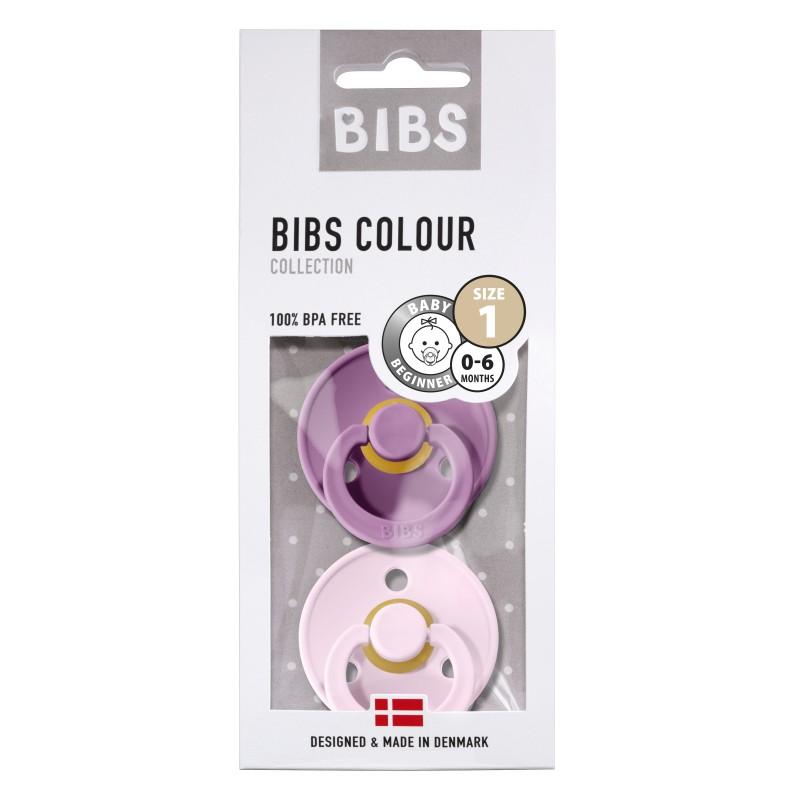 BIBS
BIBS COLOUR
COLLECTION
100% BPA FREE
BABY
BEGINNER
SIZE
1
0-6
MONTHS
BIBS
DESIGNED & MADE IN DENMARK